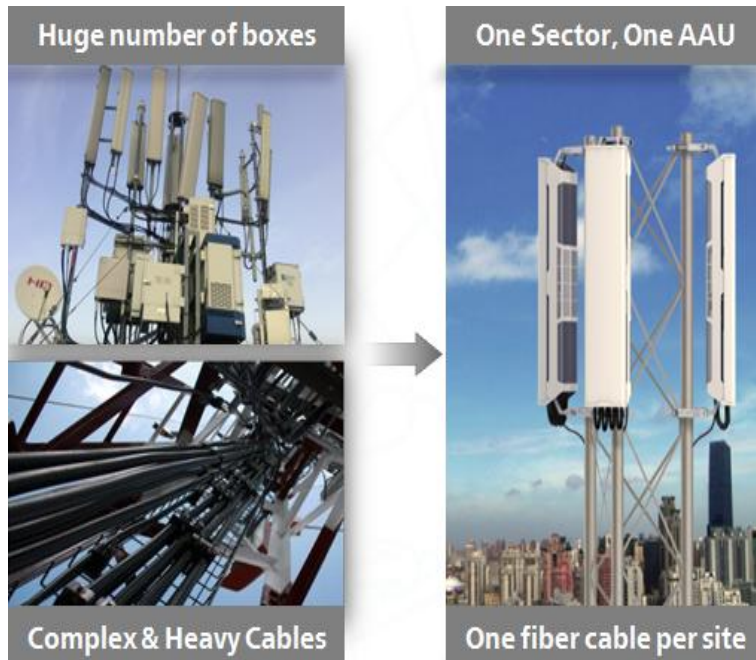 Huge number of boxes
One Sector, One AAU
Complex & Heavy Cables
One fiber cable per site